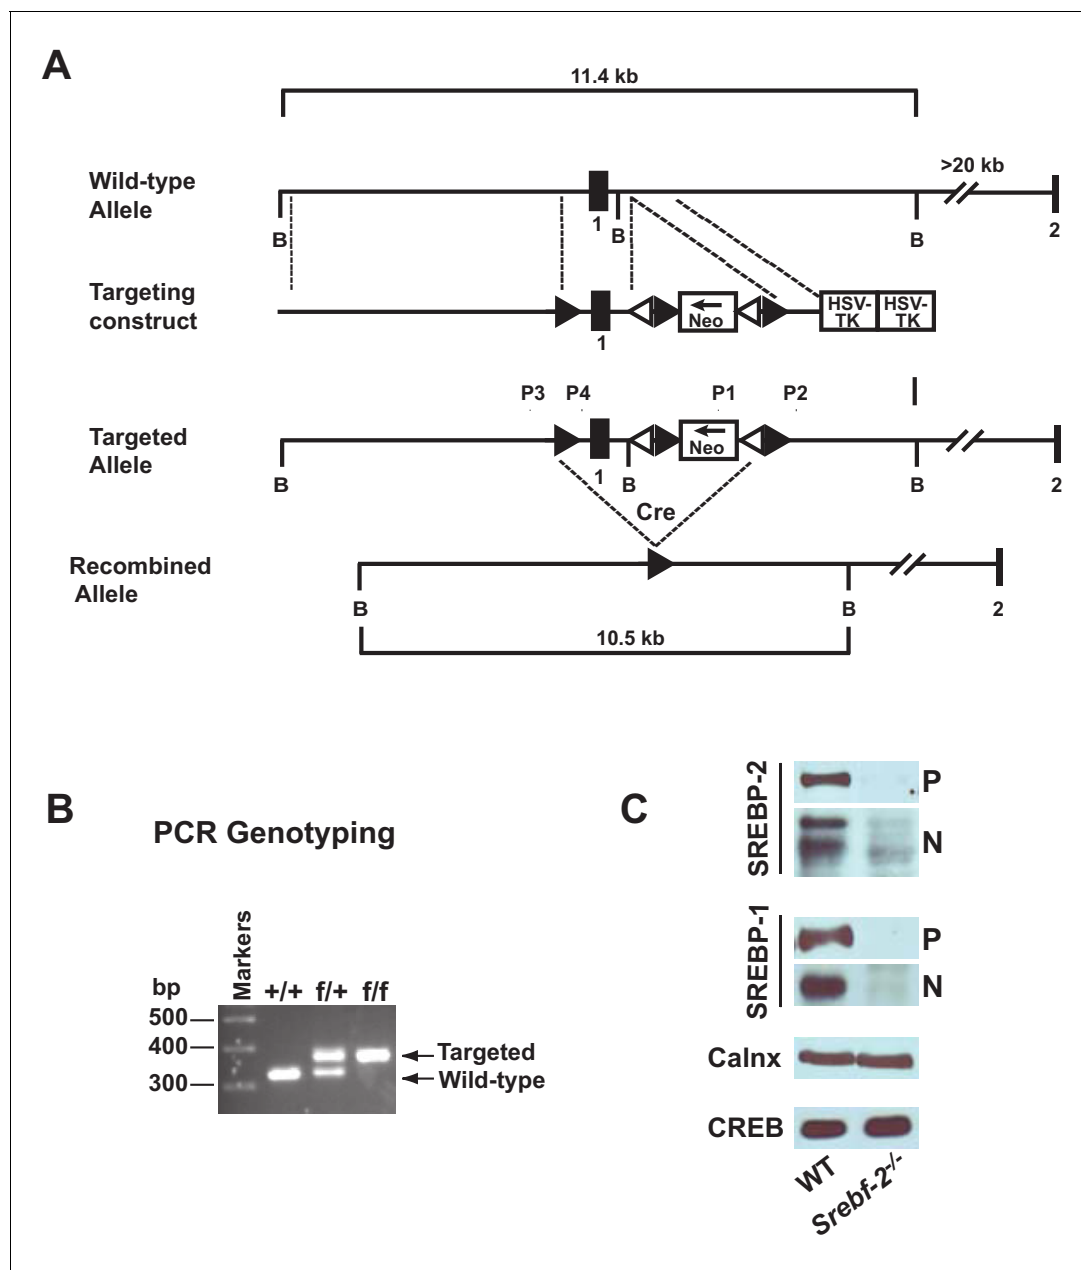 A
11.4 kb
Wild-type
Allele
>20 kb
B
1
B
B
2
Targeting
construct
Neo
HSV-
TK
HSV-
TK
1
P3
P4
P1
P2
Targeted
Allele
Neo
B
1
B
B
2
Cre
Recombined
Allele
B
B
2
10.5 kb
B
PCR Genotyping
bp
Markers
+/+
f/+
f/f
500
400
300
Targeted
Wild-type
C
SREBP-2
P
N
SREBP-1
P
N
Calnx
CREB
WT
Srebf-2-/-